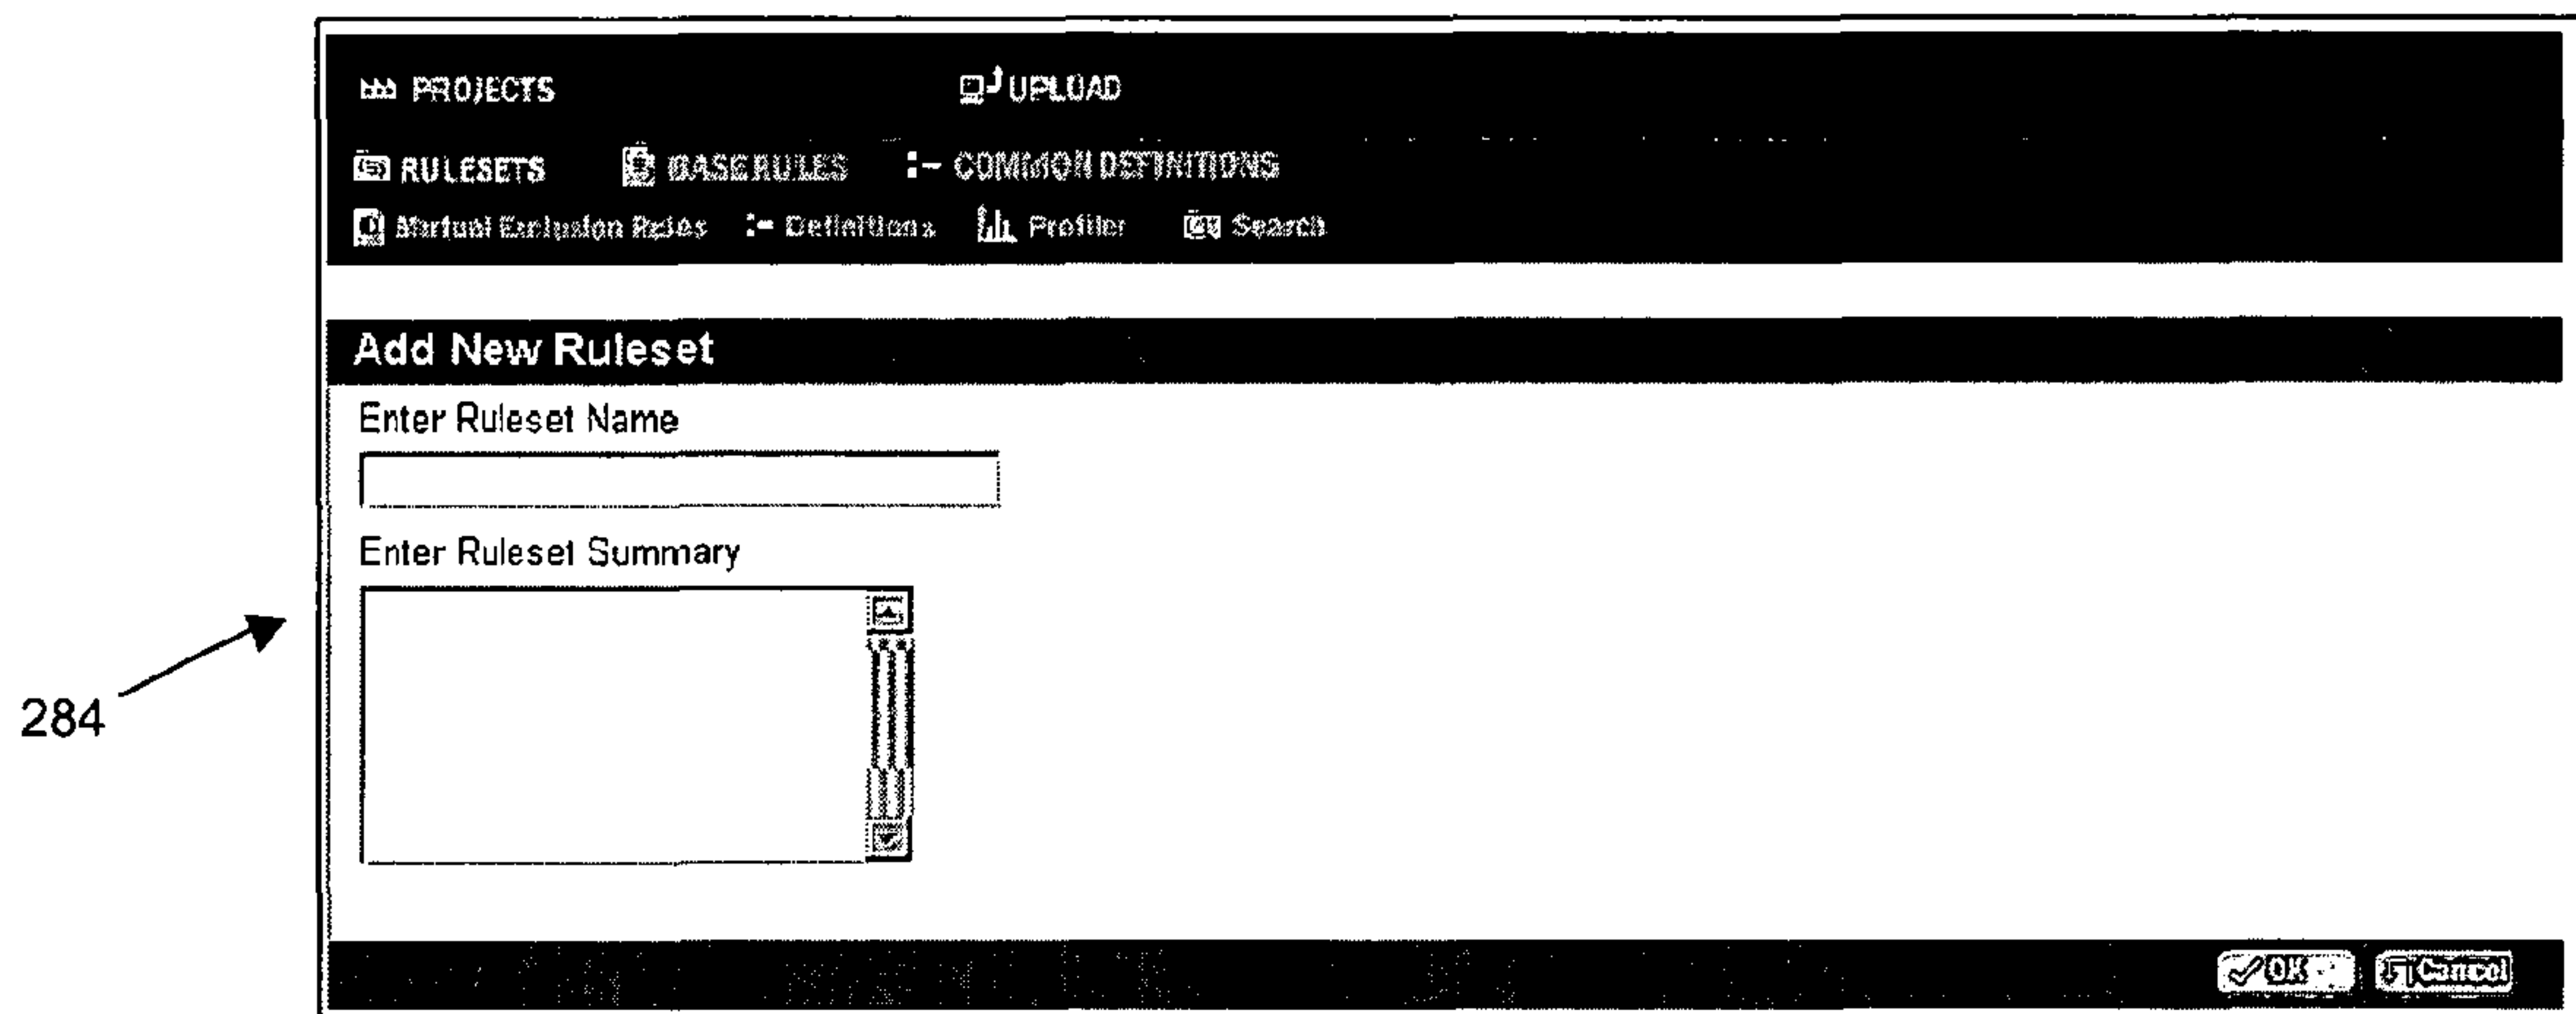 PROJECTS UPLOAD
RULESETS BASE RULES :- COMMON DEFINITIONS
Mutual Exclusion Rules :- Definitions Profiler Search
Add New Ruleset
Enter Ruleset Name
Enter Ruleset Summary
284
OK Cancel